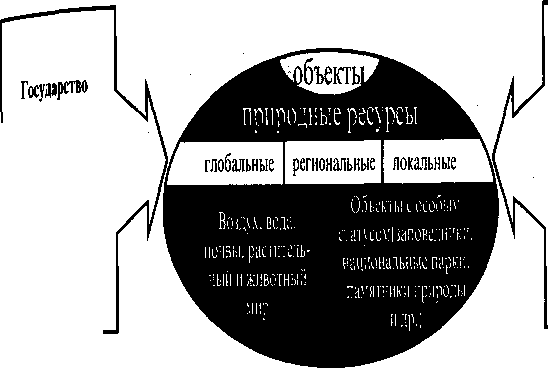 Государство
объекты
природные ресурсы
глобальные региональные локальные
Воздух, вода,
почвы, раститель-
ный и животный
мир
Объекты с особым
статусом (заповедники,
национальные парки,
памятники природы
и др.)